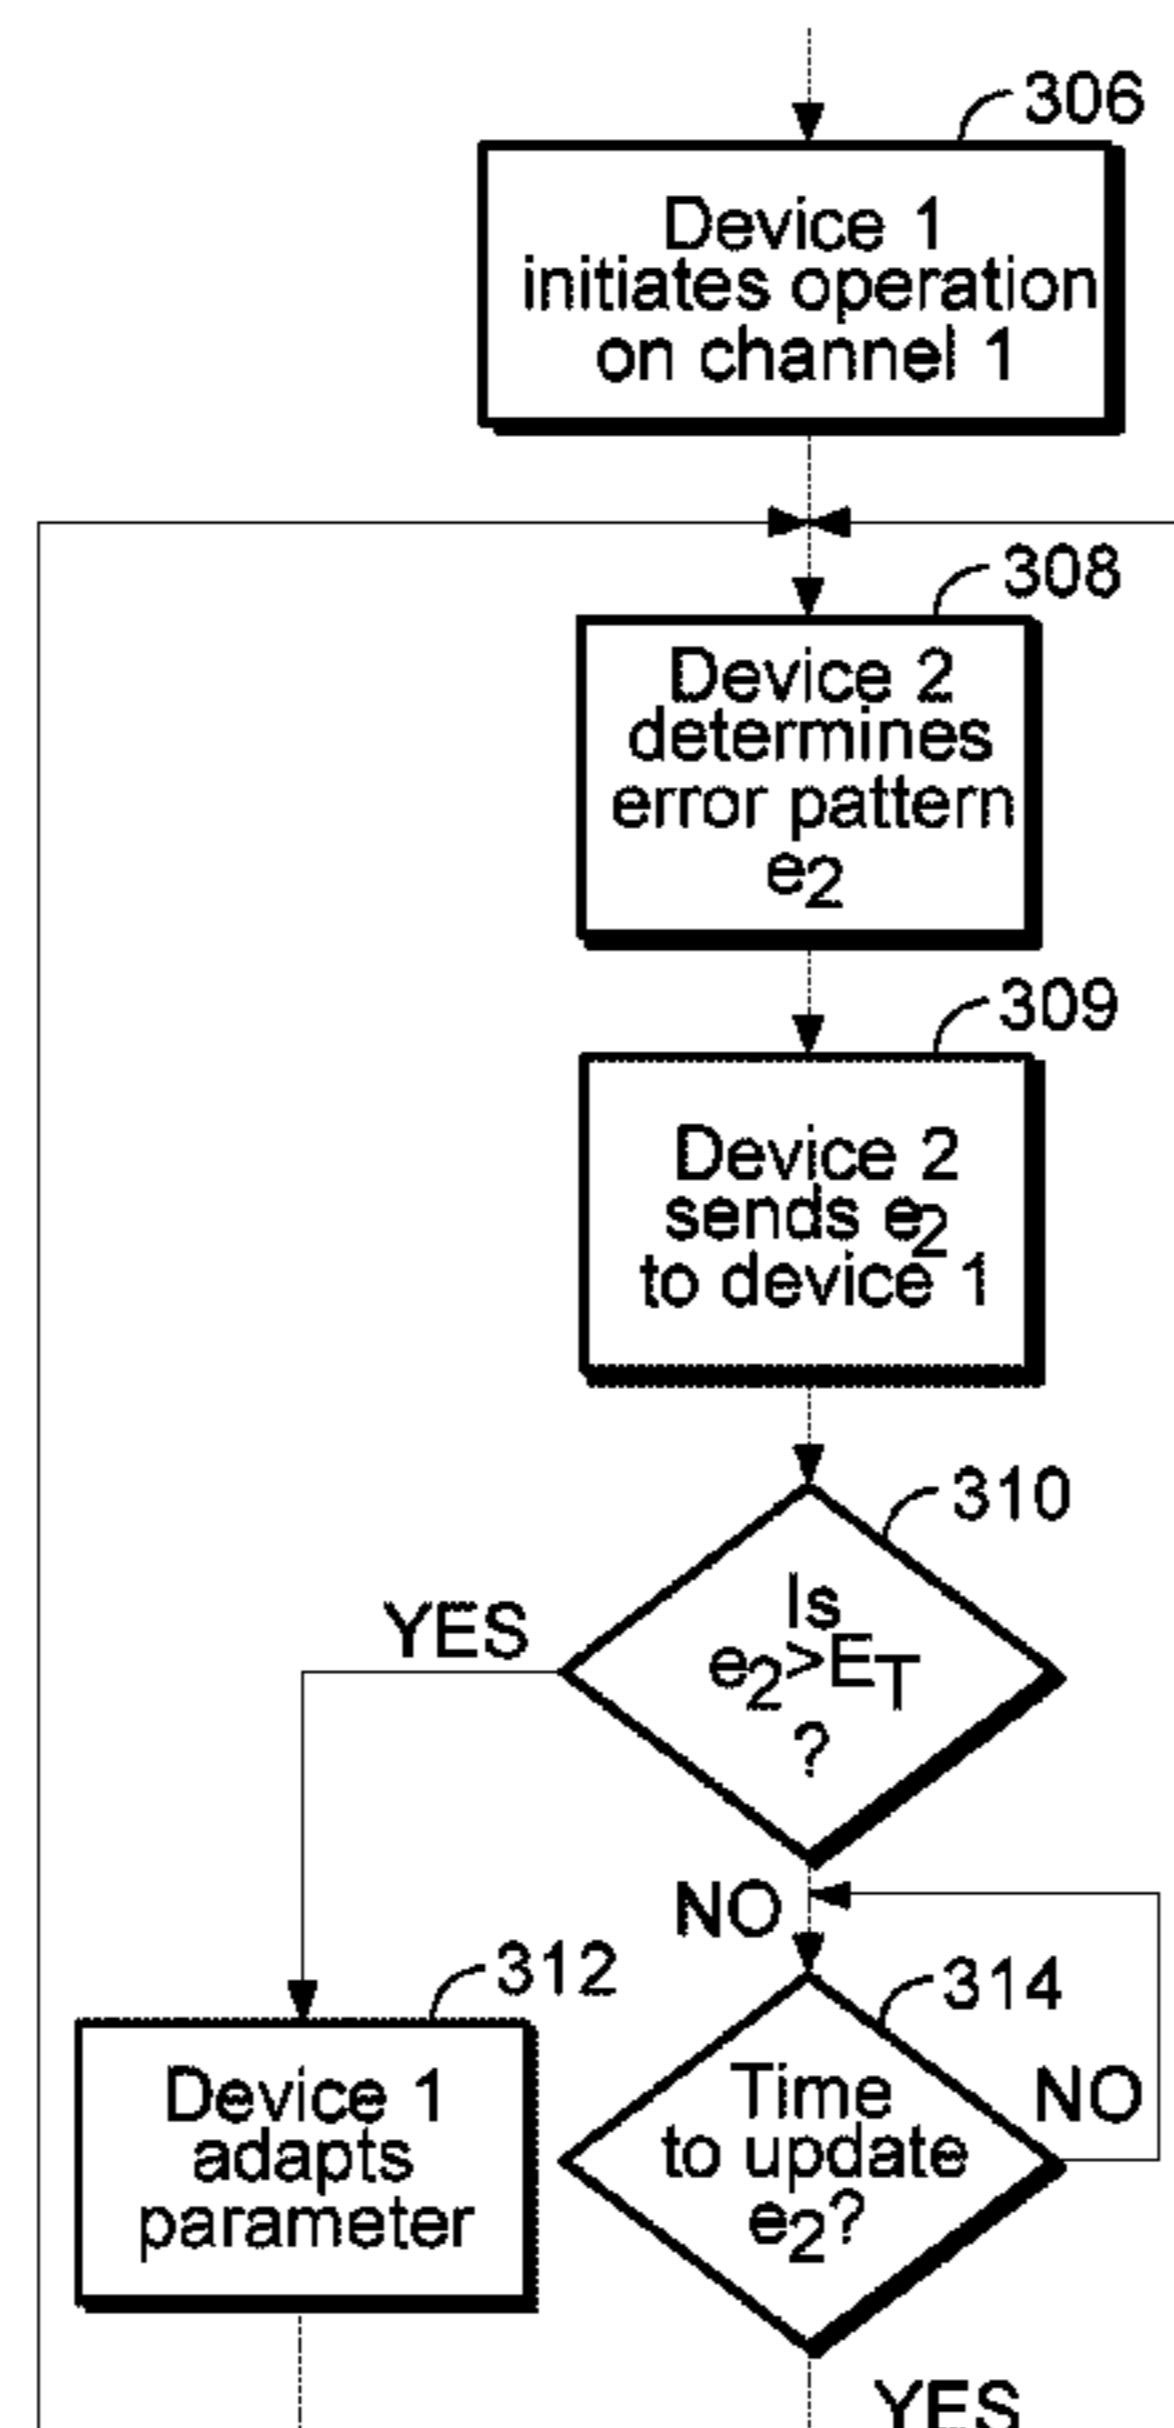 306
Device 1
initiates operation
on channel 1
308
Device 2
determines
error pattern
e2
309
Device 2
sends e2
to device 1
310
Is
e2>ET
?
YES
NO
312
Device 1
adapts
parameter
314
Time
to update
e2?
NO
YES